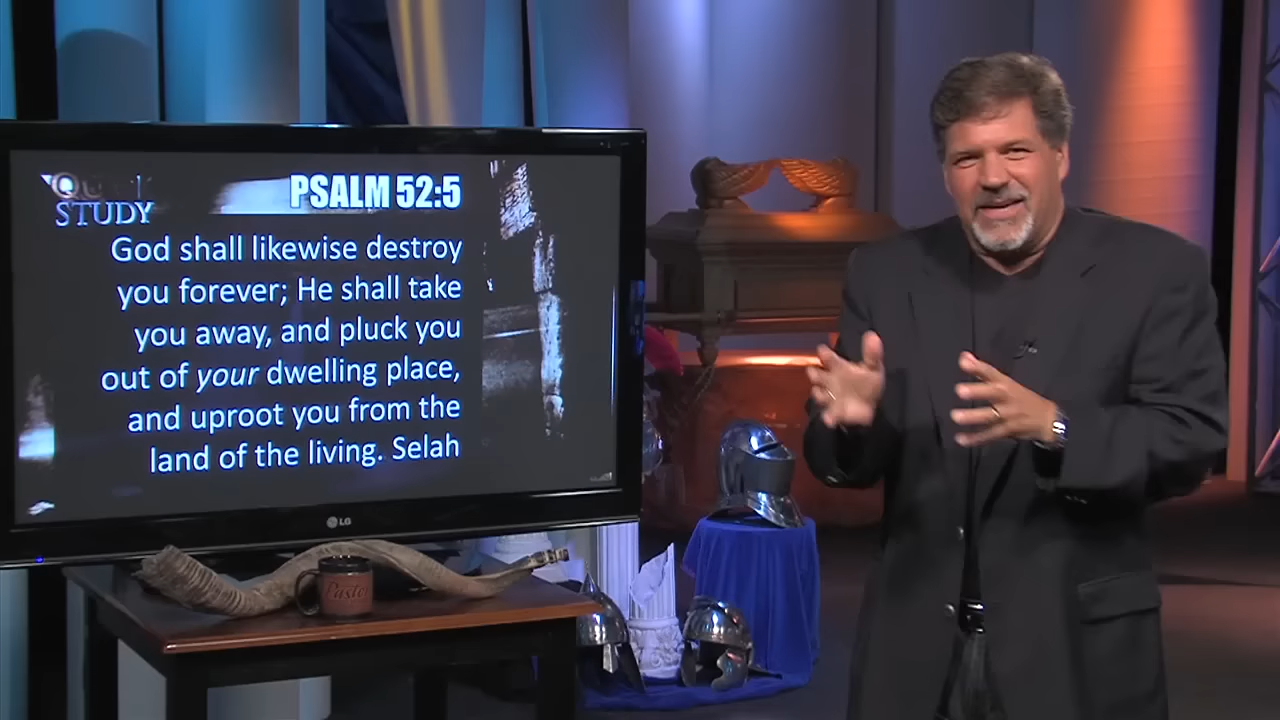 QUICK
STUDY
PSALM 52:5
God shall likewise destroy
you forever; He shall take
you away, and pluck you
out of your dwelling place,
and uproot you from the
land of the living. Selah
LG
Pastor